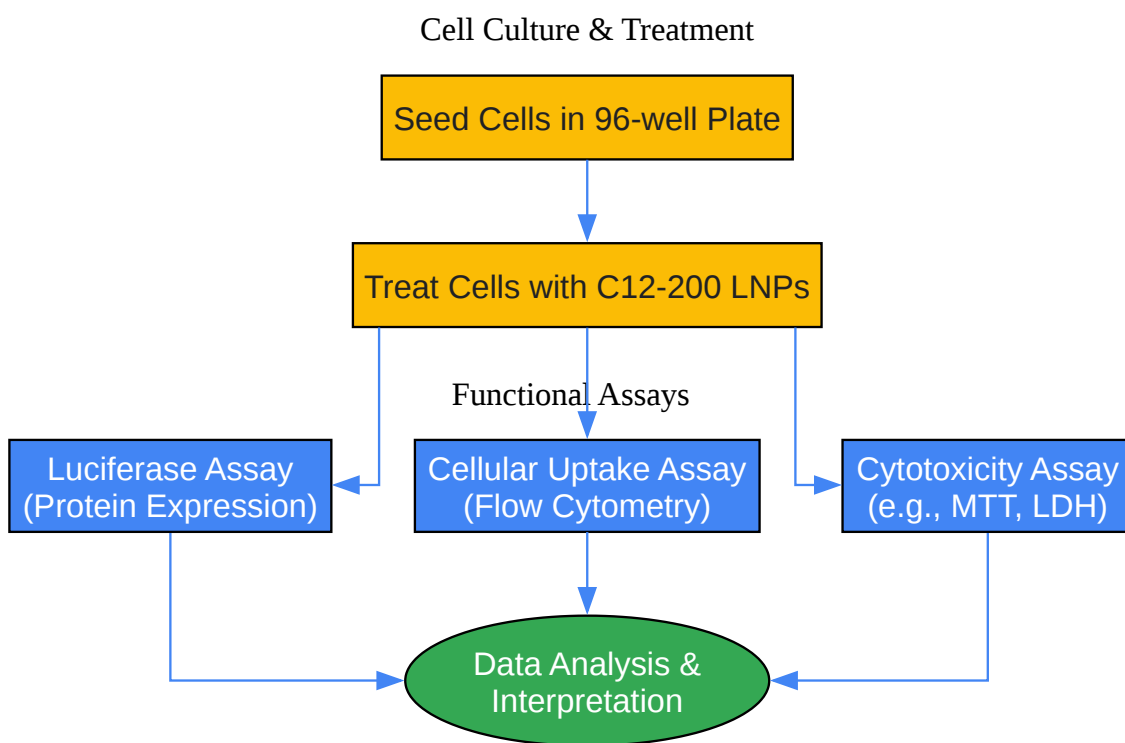 Cell Culture & Treatment
Seed Cells in 96-well Plate
Treat Cells with C12-200 LNPs
Functional Assays
Luciferase Assay
(Protein Expression)
Cellular Uptake Assay
(Flow Cytometry)
Cytotoxicity Assay
(e.g., MTT, LDH)
Data Analysis &
Interpretation